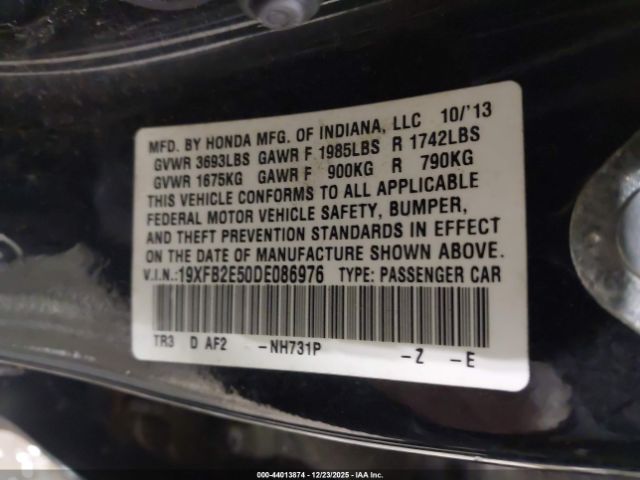 MFD. BY HONDA MFG. OF INDIANA, LLC 10/'13
GVWR 3693LBS GAWR F 1985LBS R 1742LBS
GVWR 1675KG GAWR F 900KG R 790KG
THIS VEHICLE CONFORMS TO ALL APPLICABLE
FEDERAL MOTOR VEHICLE SAFETY, BUMPER,
AND THEFT PREVENTION STANDARDS IN EFFECT
ON THE DATE OF MANUFACTURE SHOWN ABOVE.
V.I.N.:19XFB2E50DE086976 TYPE: PASSENGER CAR
TR3 D AF2 -NH731P -Z -E
000-44013874 | 12/23/2025 | IAA Inc.